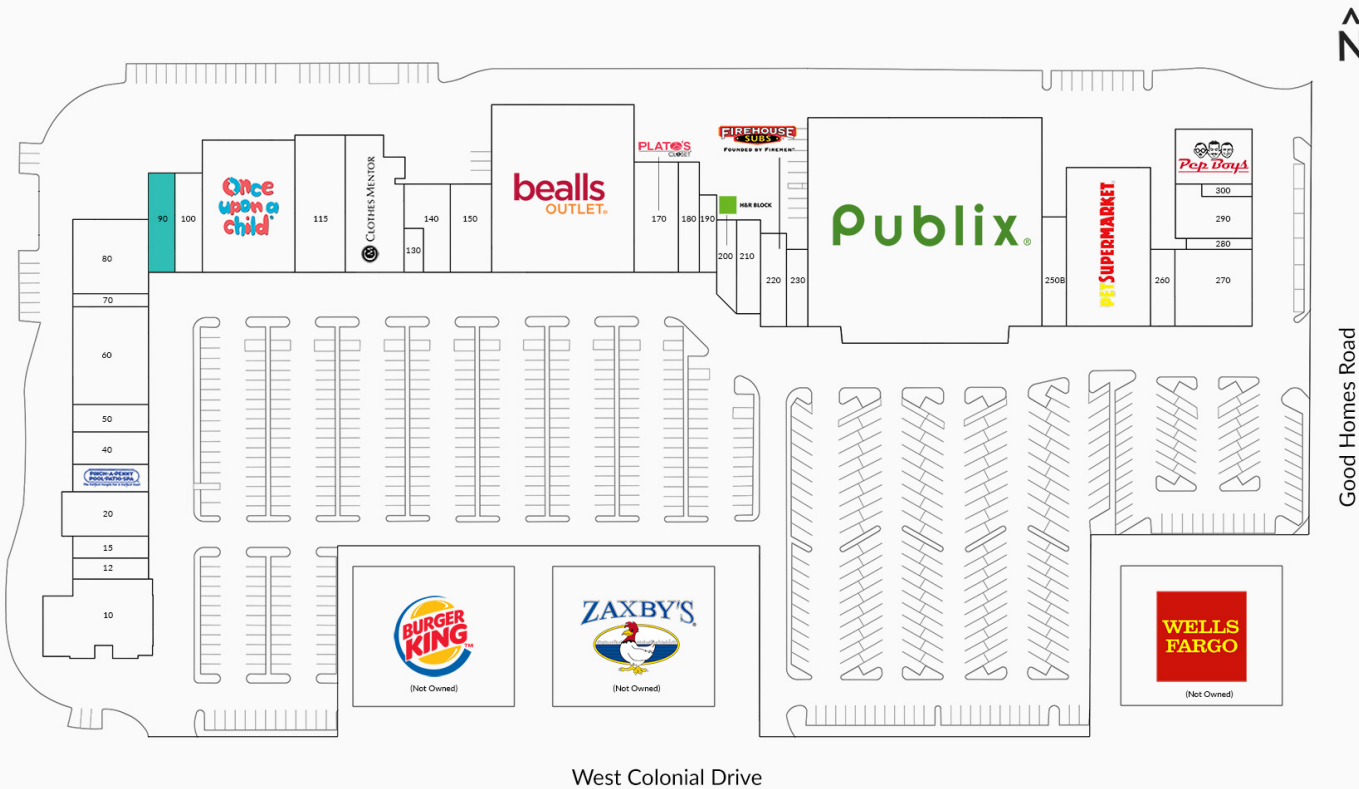 N
FIREHOUSE
SUBS
FOUNDED BY FIREMEN
PLATO'S
CLOSET
Pep Boys
once
upon a
child
CLOTHES MENTOR
bealls
OUTLET
H&R BLOCK
Publix
PET SUPERMARKET
90
100
115
130
140
150
170
180
190
200
210
220
230
250B
260
270
280
290
300
80
70
60
50
40
PINCH-A-PENNY
POOL·PATIO·SPA
20
15
12
10
BURGER
KING
TM
(Not Owned)
ZAXBY'S
(Not Owned)
WELLS
FARGO
(Not Owned)
Good Homes Road
West Colonial Drive